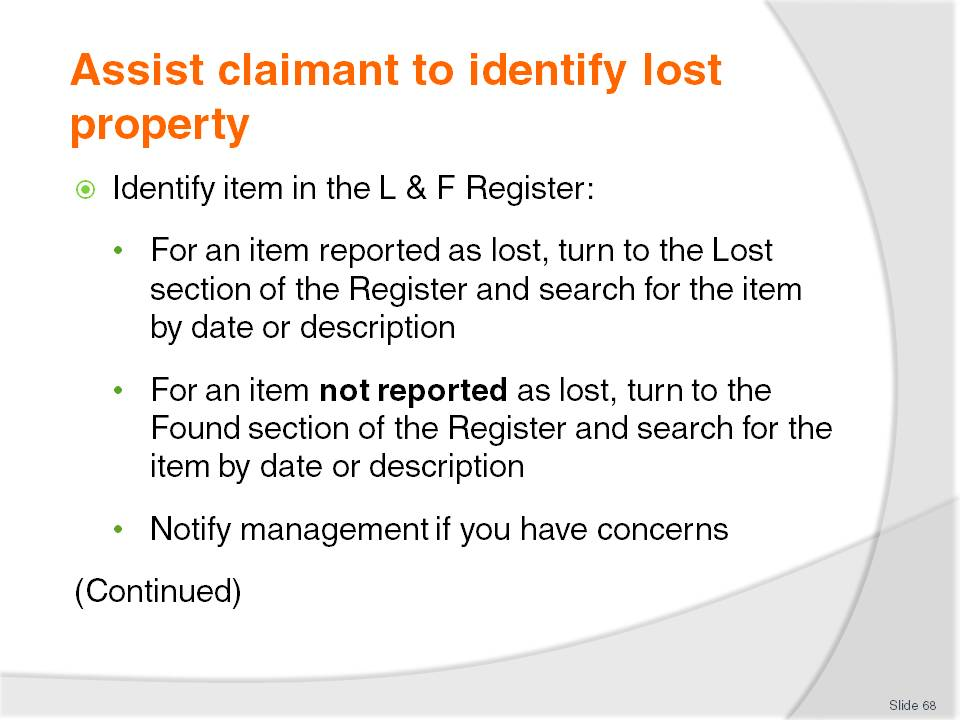 Assist claimant to identify lost
property
Identify item in the L & F Register:
• For an item reported as lost, turn to the Lost
section of the Register and search for the item
by date or description
• For an item not reported as lost, turn to the
Found section of the Register and search for the
item by date or description
• Notify management if you have concerns
(Continued)
Slide 68